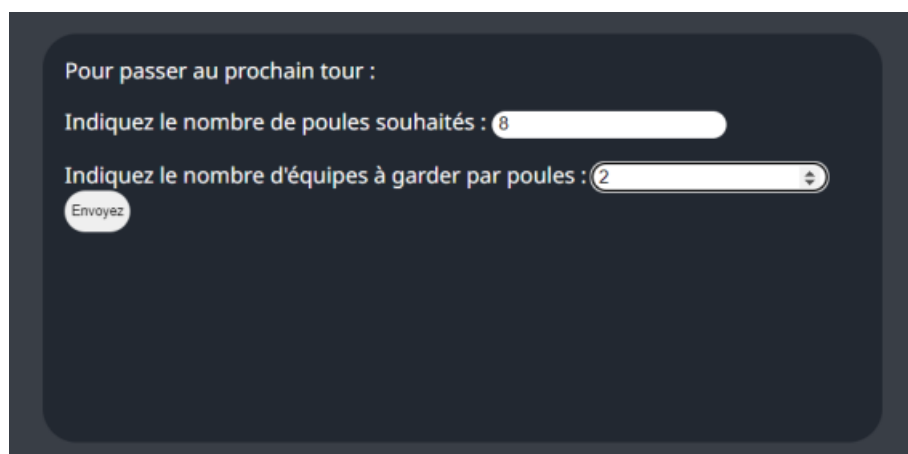 Pour passer au prochain tour :
Indiquez le nombre de poules souhaités : 8
Indiquez le nombre d'équipes à garder par poules : 2
Envoyez